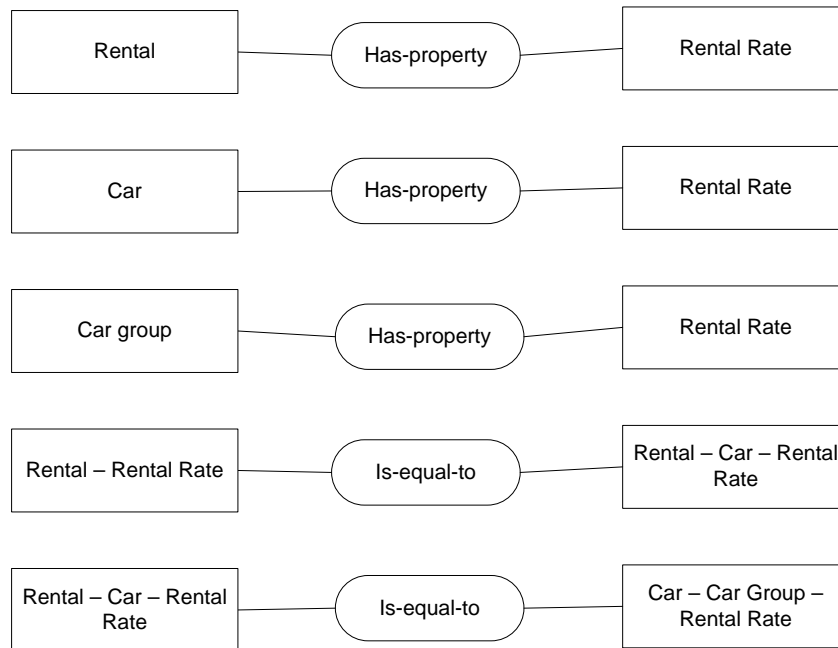 Rental
Has-property
Rental Rate
Car
Has-property
Rental Rate
Car group
Has-property
Rental Rate
Rental – Rental Rate
Is-equal-to
Rental – Car – Rental
Rate
Rental – Car – Rental
Rate
Is-equal-to
Car – Car Group –
Rental Rate